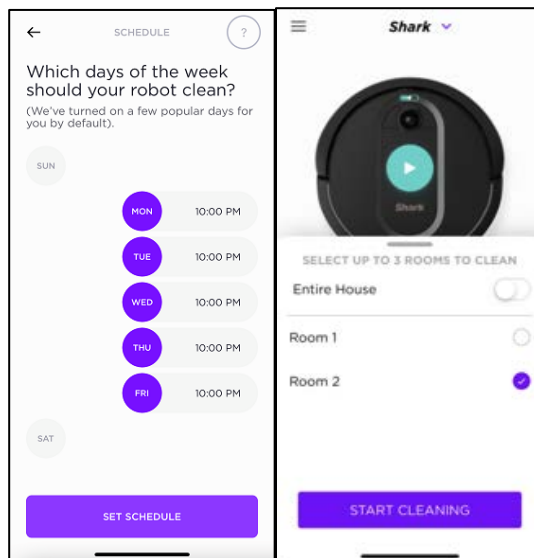 SCHEDULE
?
Which days of the week
should your robot clean?
(We've turned on a few popular days for
you by default).
SUN
MON 10:00 PM
TUE 10:00 PM
WED 10:00 PM
THU 10:00 PM
FRI 10:00 PM
SAT
SET SCHEDULE
Shark
Shark
SELECT UP TO 3 ROOMS TO CLEAN
Entire House
Room 1
Room 2
START CLEANING